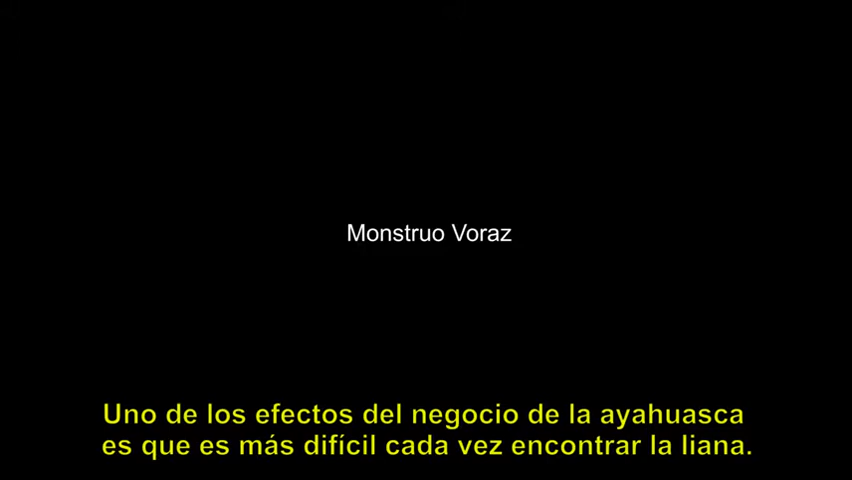 Monstruo Voraz
Uno de los efectos del negocio de la ayahuasca
es que es más difícil cada vez encontrar la liana.